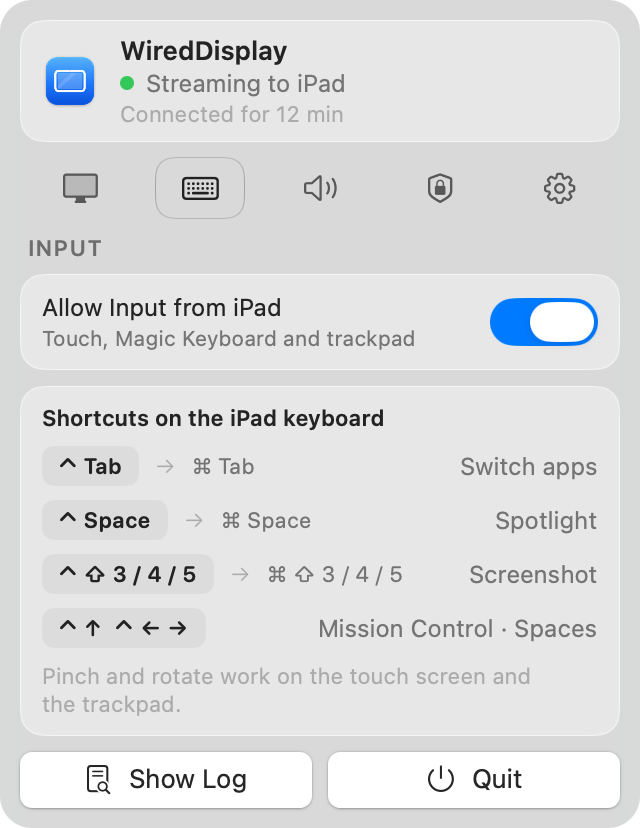 WiredDisplay
Streaming to iPad
Connected for 12 min
INPUT
Allow Input from iPad
Touch, Magic Keyboard and trackpad
Shortcuts on the iPad keyboard
⌃ Tab → ⌘ Tab Switch apps
⌃ Space → ⌘ Space Spotlight
⌃ ⇧ 3 / 4 / 5 → ⌘ ⇧ 3 / 4 / 5 Screenshot
⌃ ↑ ⌃ ← → Mission Control · Spaces
Pinch and rotate work on the touch screen and
the trackpad.
Show Log
Quit